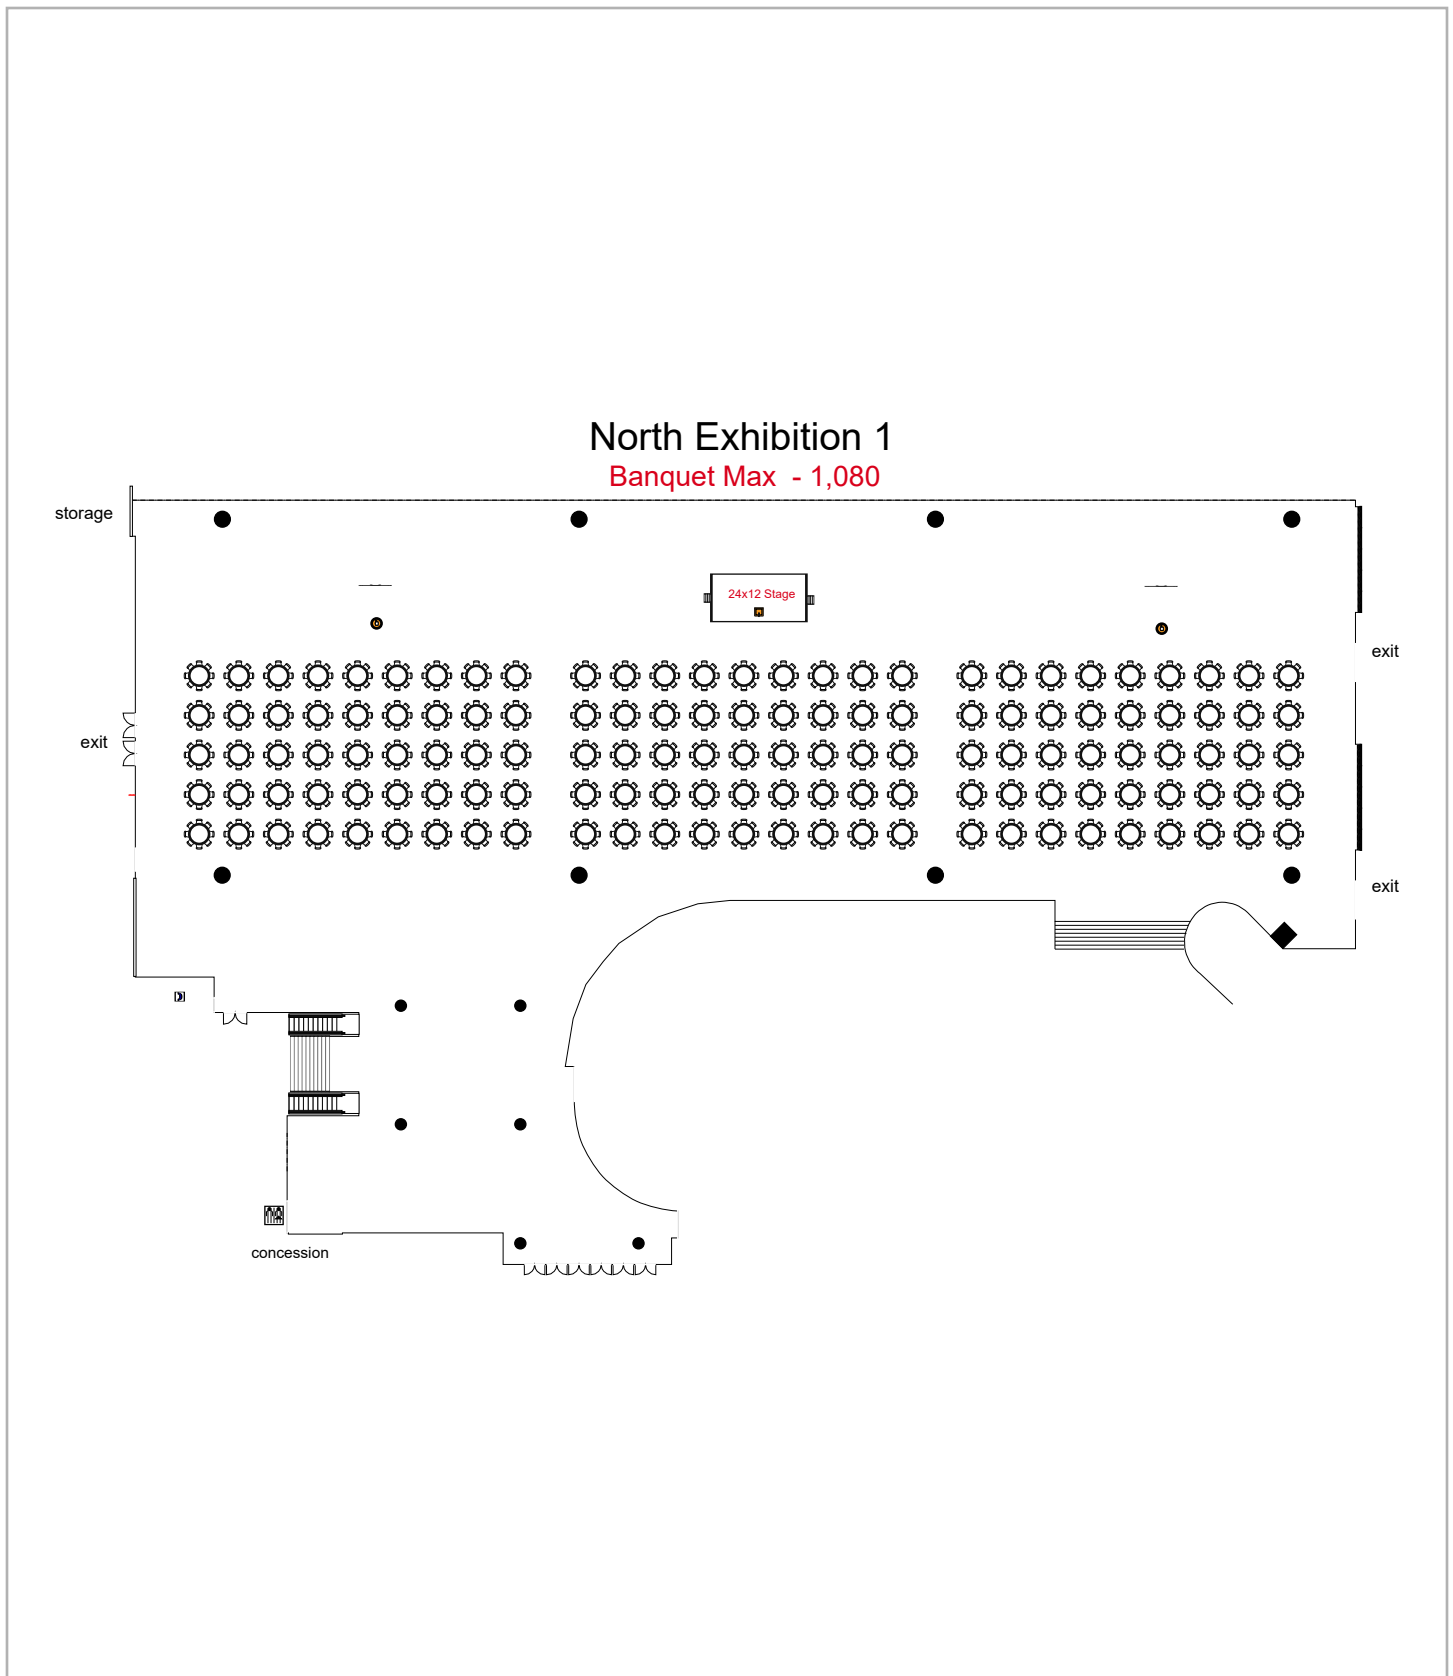 North Exhibition 1
Banquet Max - 1,080
storage
24x12 Stage
exit
exit
exit
concession